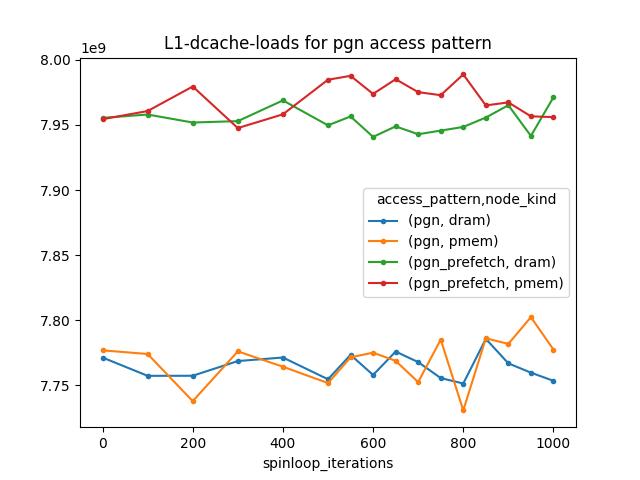 L1-dcache-loads for pgn access pattern
1e9
8.00
7.95
7.90
7.85
7.80
7.75
access_pattern,node_kind
(pgn, dram)
(pgn, pmem)
(pgn_prefetch, dram)
(pgn_prefetch, pmem)
0 200 400 600 800 1000
spinloop_iterations